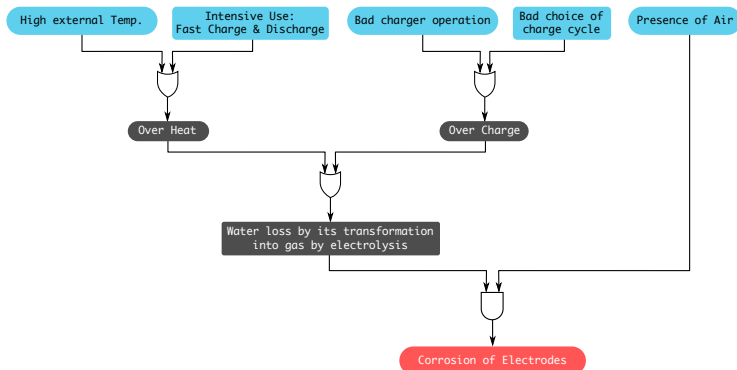 High external Temp.
Intensive Use:
Fast Charge & Discharge
Bad charger operation
Bad choice of
charge cycle
Presence of Air
Over Heat
Over Charge
Water loss by its transformation
into gas by electrolysis
Corrosion of Electrodes